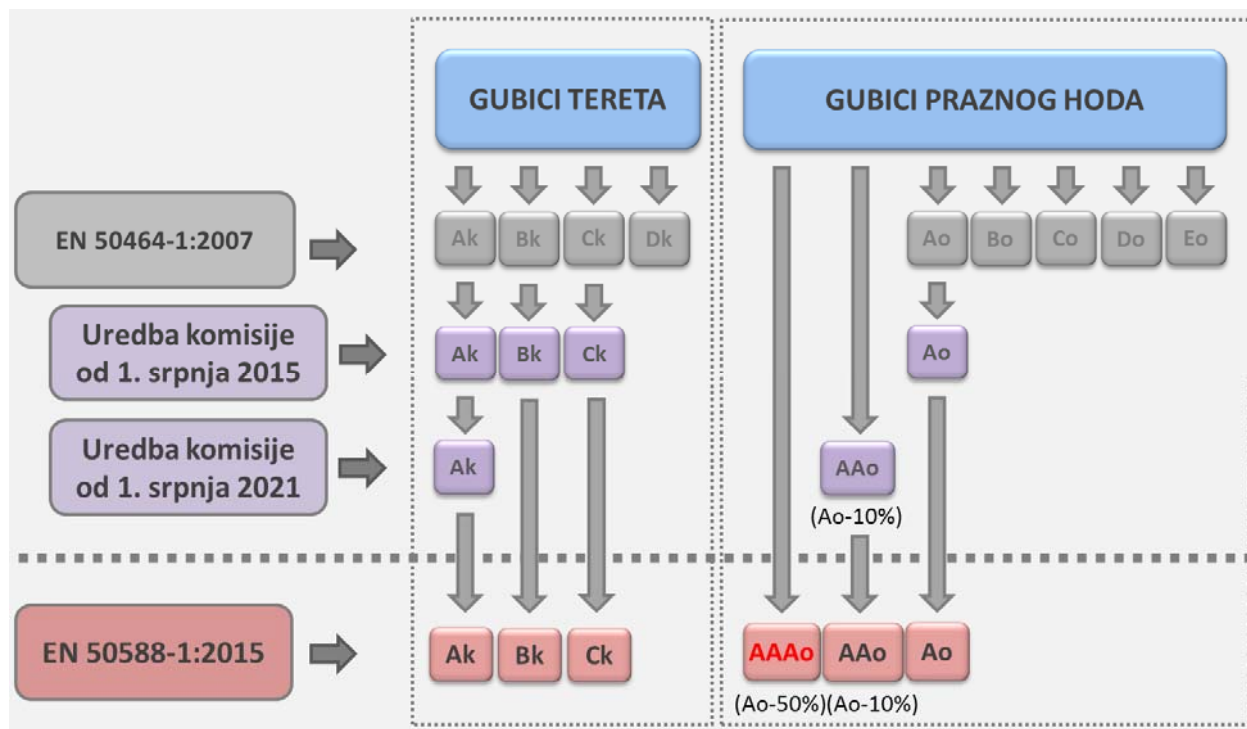 GUBICI TERETA
GUBICI PRAZNOG HODA
EN 50464-1:2007
Ak Bk Ck Dk
Ao Bo Co Do Eo
Uredba komisije
od 1. srpnja 2015
Ak Bk Ck
Ao
Uredba komisije
od 1. srpnja 2021
Ak
AAo
(Ao-10%)
EN 50588-1:2015
Ak Bk Ck
AAAo AAo Ao
(Ao-50%)(Ao-10%)